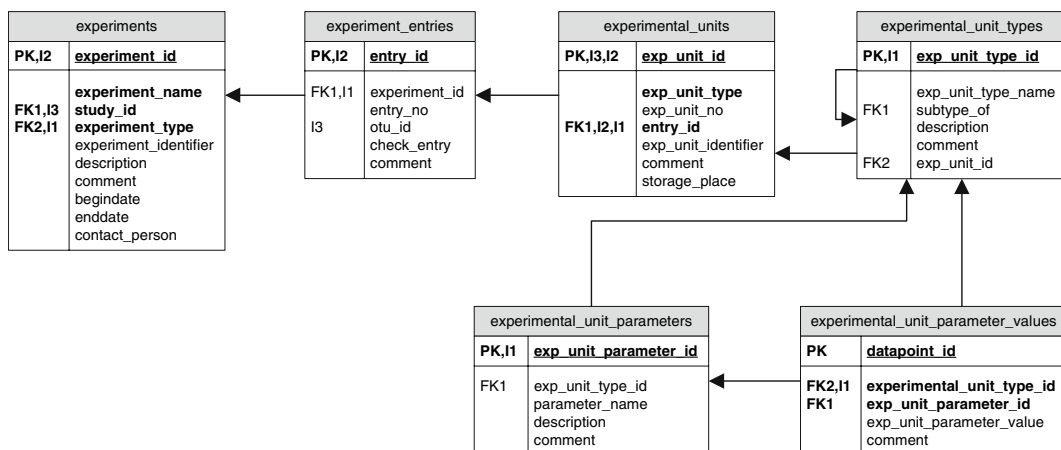 experiments
PK,I2 experiment_id
experiment_name
FK1,I3 study_id
FK2,I1 experiment_type
experiment_identifier
description
comment
begindate
enddate
contact_person
experiment_entries
PK,I2 entry_id
FK1,I1 experiment_id
entry_no
I3 otu_id
check_entry
comment
experimental_units
PK,I3,I2 exp_unit_id
exp_unit_type
exp_unit_no
FK1,I2,I1 entry_id
exp_unit_identifier
comment
storage_place
experimental_unit_types
PK,I1 exp_unit_type_id
exp_unit_type_name
FK1 subtype_of
description
comment
FK2 exp_unit_id
experimental_unit_parameters
PK,I1 exp_unit_parameter_id
FK1 exp_unit_type_id
parameter_name
description
comment
experimental_unit_parameter_values
PK datapoint_id
FK2,I1 experimental_unit_type_id
FK1 exp_unit_parameter_id
exp_unit_parameter_value
comment